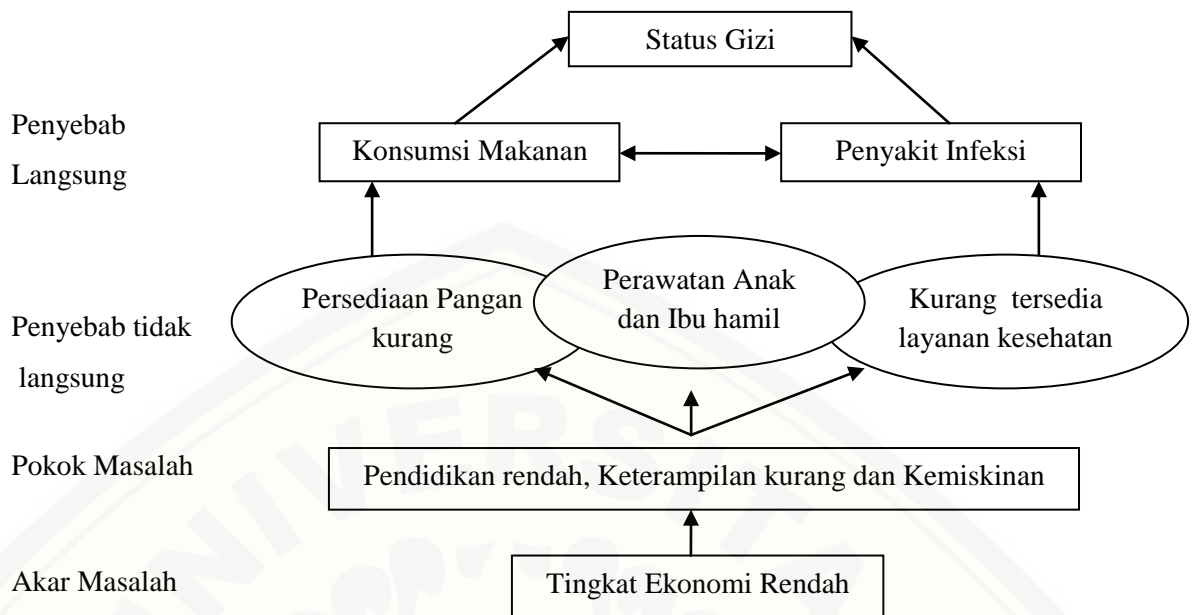 Status Gizi
Penyebab
Langsung
Konsumsi Makanan
Penyakit Infeksi
Penyebab tidak
langsung
Persediaan Pangan
kurang
Perawatan Anak
dan Ibu hamil
Kurang tersedia
layanan kesehatan
Pokok Masalah
Pendidikan rendah, Keterampilan kurang dan Kemiskinan
Akar Masalah
Tingkat Ekonomi Rendah
UNIVERSITA